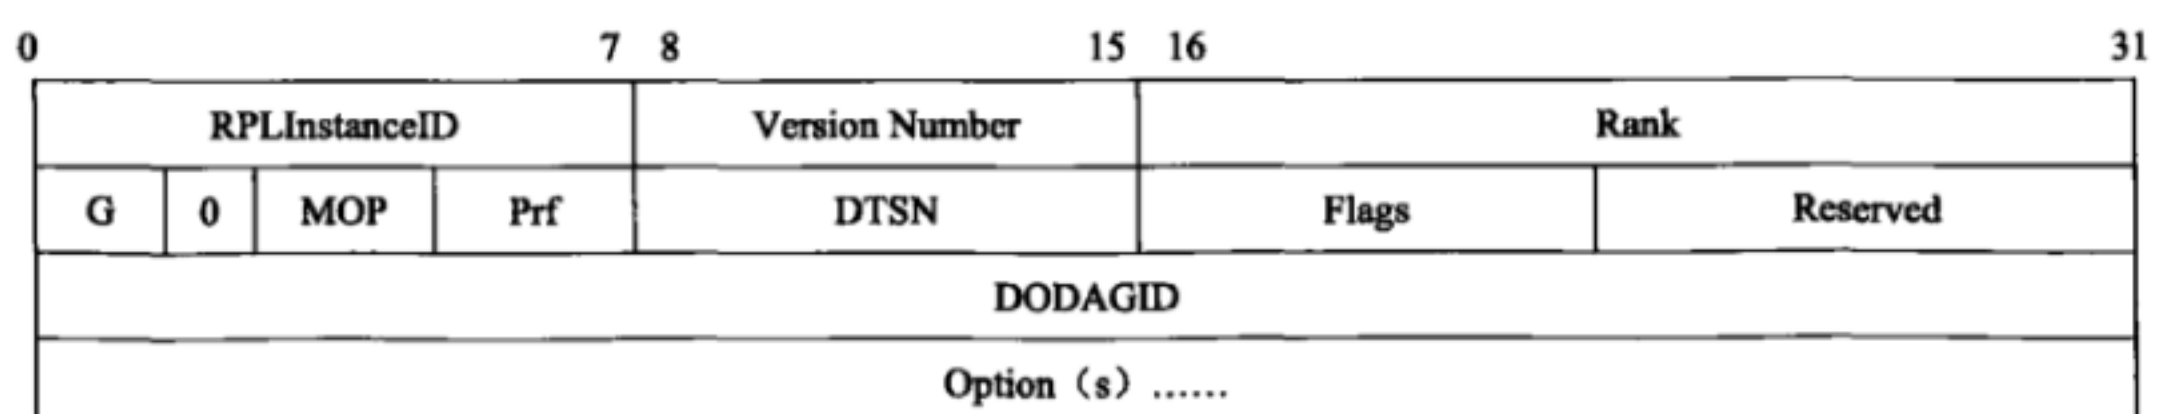 0 7 8 15 16 31
RPLInstanceID Version Number Rank
G 0 MOP Prf DTSN Flags Reserved
DODAGID
Option（s）……